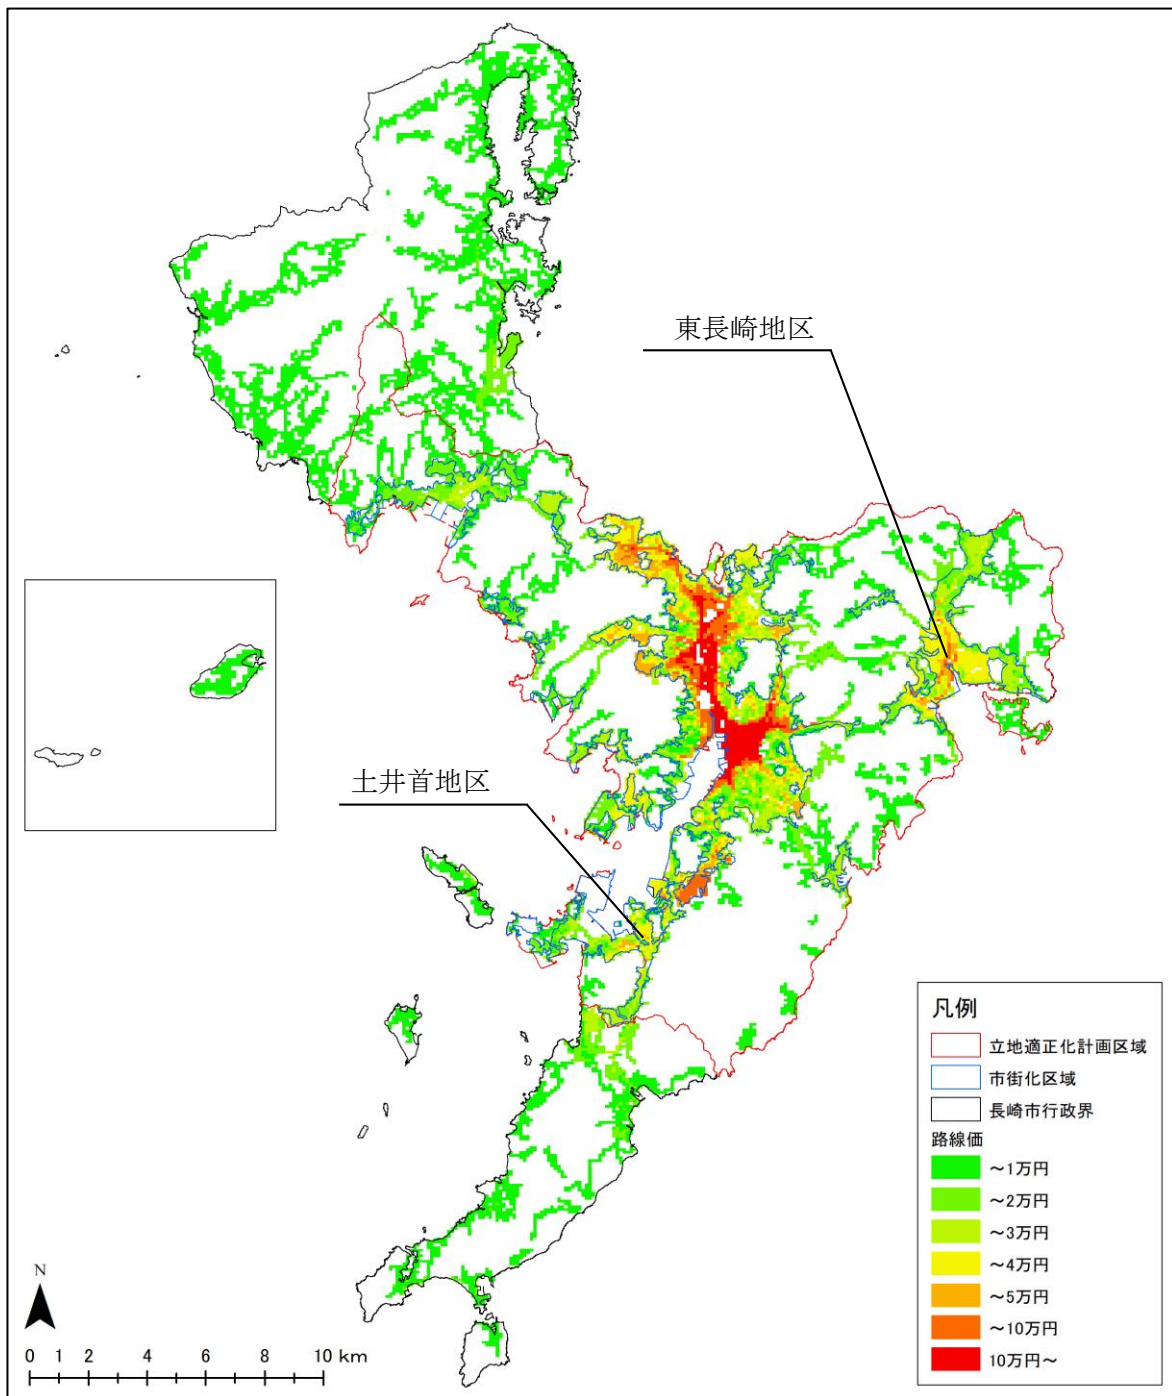 東長崎地区
土井首地区
凡例
立地適正化計画区域
市街化区域
長崎市行政界
路線価
~1万円
~2万円
~3万円
~4万円
~5万円
~10万円
10万円~
N
0 1 2 4 6 8 10 km